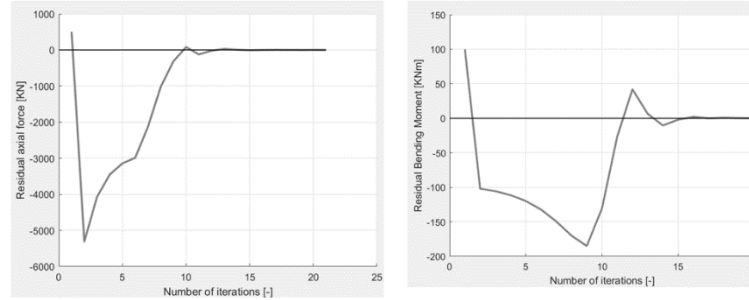 1000
0
-1000
-2000
-3000
-4000
-5000
-6000
0 5 10 15 20 25
Residual axial force [KN]
Number of iterations [-]
150
100
50
0
-50
-100
-150
-200
0 5 10 15
Residual Bending Moment [KNm]
Number of iterations [-]